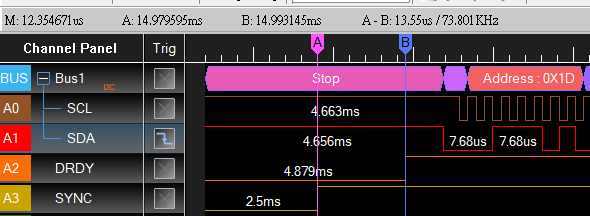 M: 12.354671us A: 14.979595ms B: 14.993145ms A - B: 13.55us / 73.801KHz
Channel Panel Trig A B
BUS Bus1 I2C Stop Address : 0X1D
A0 SCL 4.663ms
A1 SDA 4.656ms 7.68us 7.68us
A2 DRDY 4.879ms
A3 SYNC 2.5ms